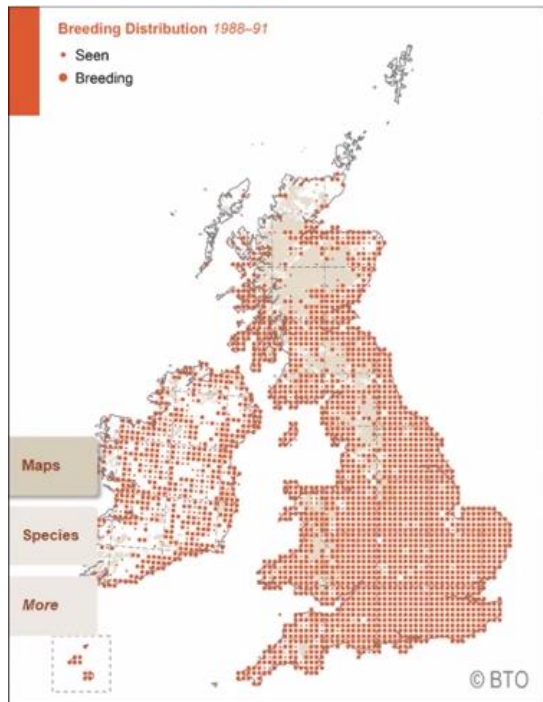 Breeding Distribution 1988–91
Seen
Breeding
Maps
Species
More
© BTO